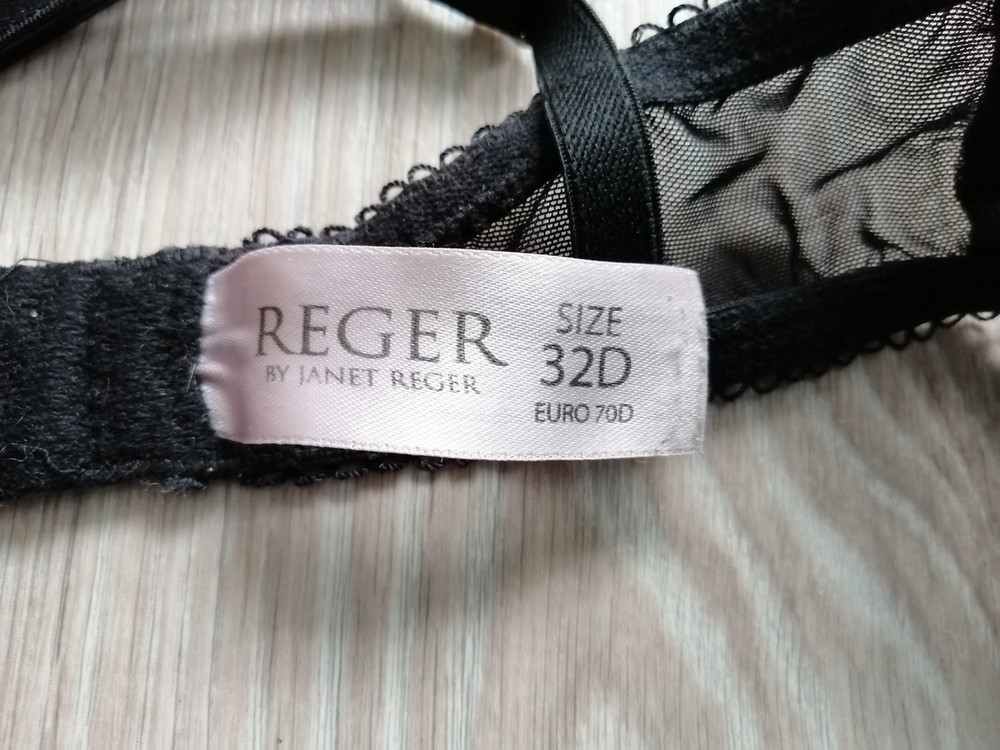 REGER
BY JANET REGER
SIZE
32D
EURO 70D